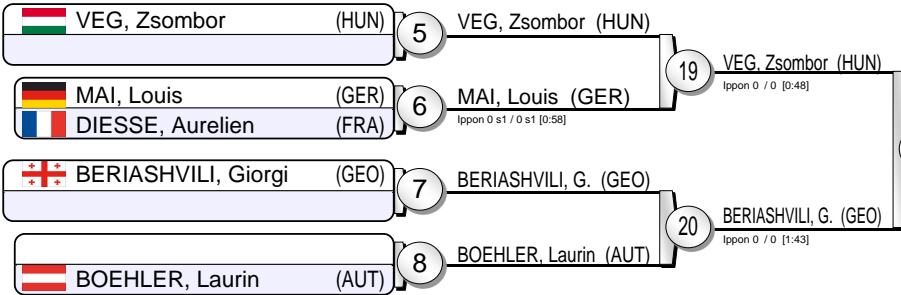 VEG, Zsombor (HUN)
5
VEG, Zsombor (HUN)
19
VEG, Zsombor (HUN)
Ippon 0 / 0 [0:48]
MAI, Louis (GER)
DIESSE, Aurelien (FRA)
6
MAI, Louis (GER)
Ippon 0 s1 / 0 s1 [0:58]
BERIASHVILI, Giorgi (GEO)
7
BERIASHVILI, G. (GEO)
20
BERIASHVILI, G. (GEO)
Ippon 0 / 0 [1:43]
BOEHLER, Laurin (AUT)
8
BOEHLER, Laurin (AUT)